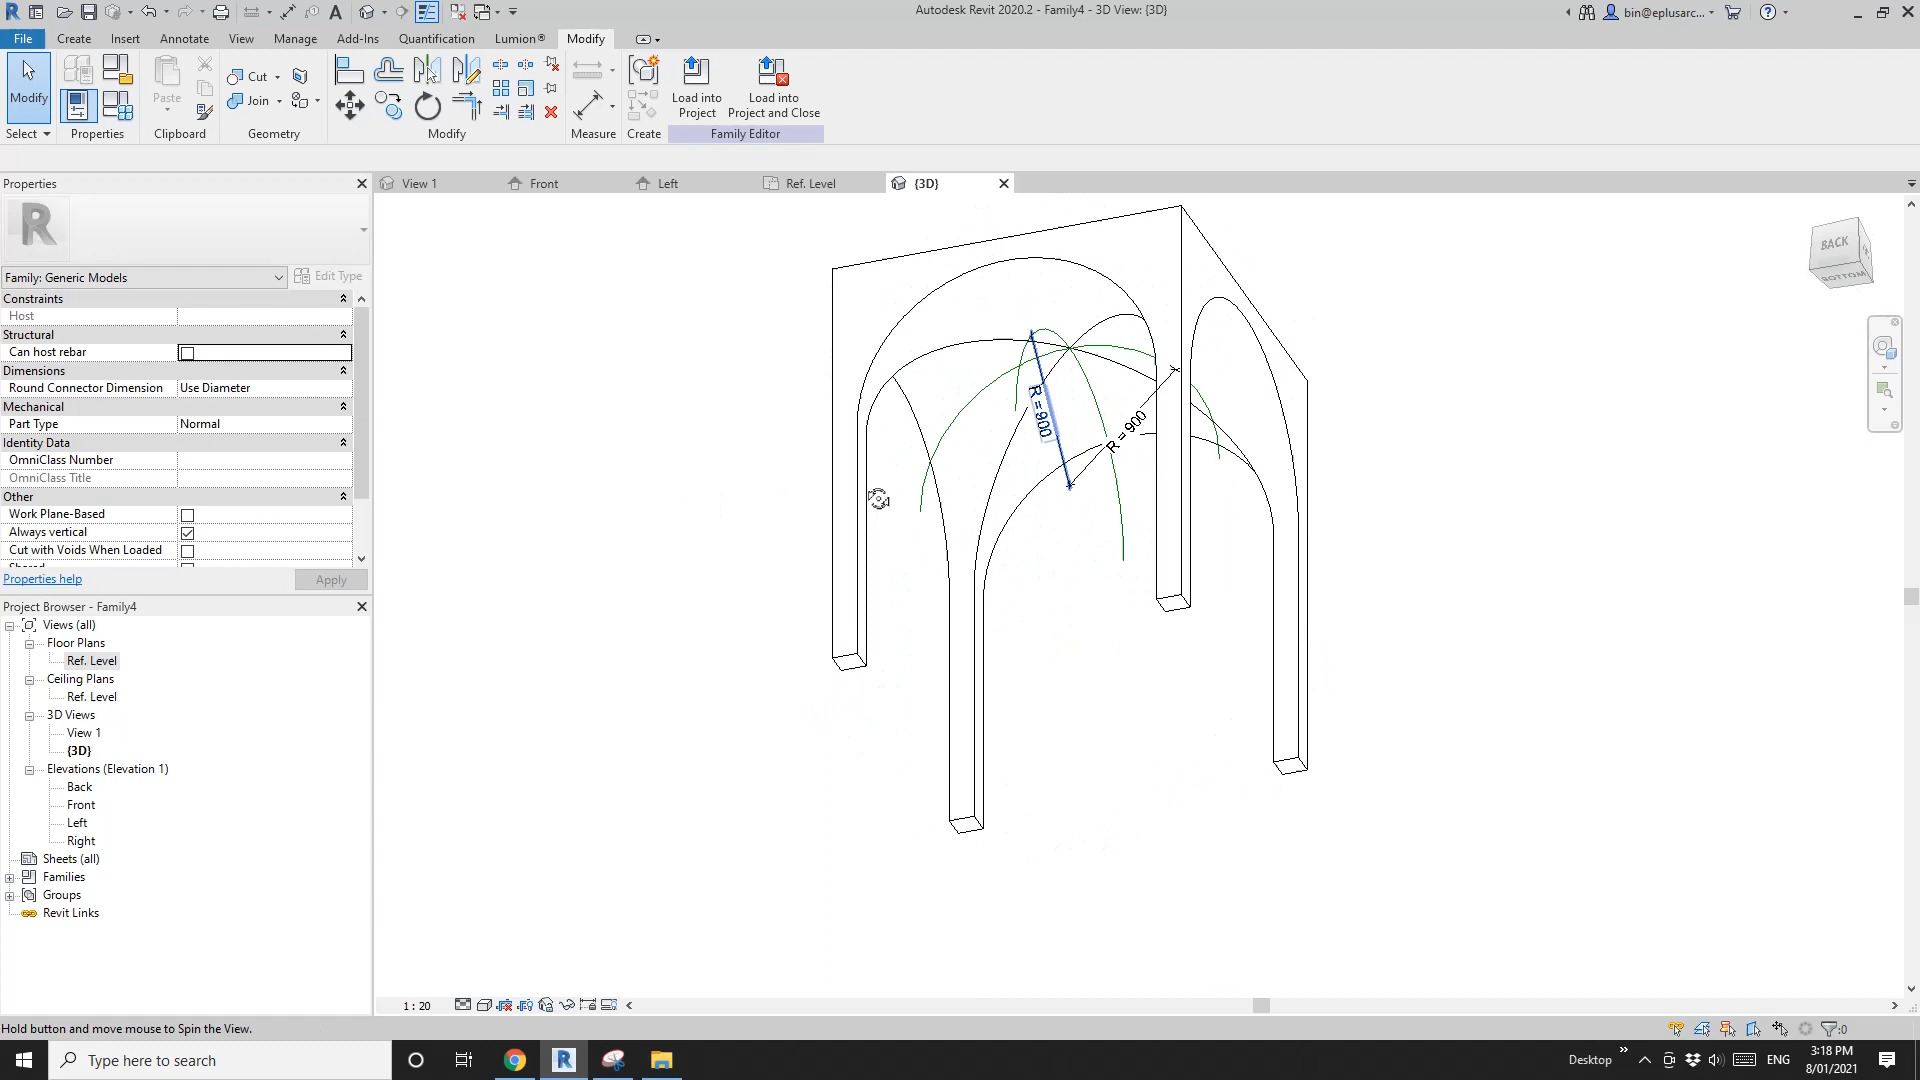 Autodesk Revit 2020.2 - Family4 - 3D View: {3D}
bin@eplusarc...
File Create Insert Annotate View Manage Add-Ins Quantification Lumion® Modify
Modify
Paste
Cut
Join
Load into Project
Load into Project and Close
Select Properties Clipboard Geometry Modify Measure Create Family Editor
Properties
View 1 Front Left Ref. Level {3D}
Family: Generic Models
Edit Type
Constraints
Host
Structural
Can host rebar
Dimensions
Round Connector Dimension Use Diameter
Mechanical
Part Type Normal
Identity Data
OmniClass Number
OmniClass Title
Other
Work Plane-Based
Always vertical
Cut with Voids When Loaded
Properties help
Apply
Project Browser - Family4
Views (all)
Floor Plans
Ref. Level
Ceiling Plans
Ref. Level
3D Views
View 1
{3D}
Elevations (Elevation 1)
Back
Front
Left
Right
Sheets (all)
Families
Groups
Revit Links
R = 900
R = 900
BACK
BOTTOM
1 : 20
Hold button and move mouse to Spin the View.
:0
Type here to search
Desktop
ENG
3:18 PM
8/01/2021